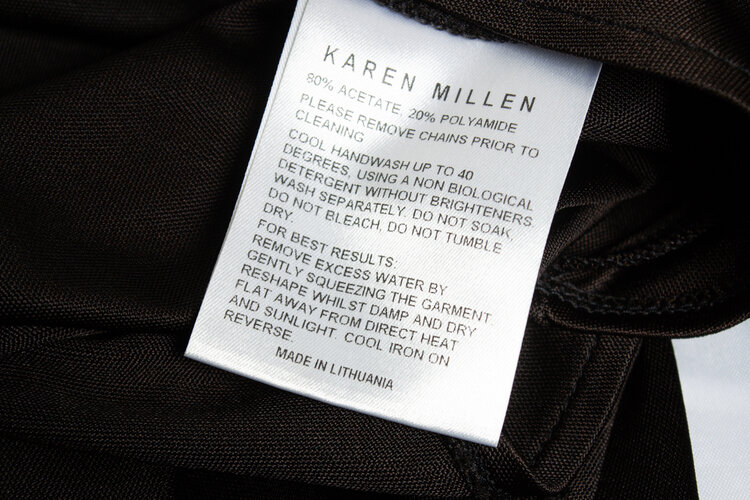 KAREN MILLEN
80% ACETATE, 20% POLYAMIDE
PLEASE REMOVE CHAINS PRIOR TO
CLEANING
COOL HANDWASH UP TO 40
DEGREES, USING A NON BIOLOGICAL
DETERGENT WITHOUT BRIGHTENERS.
WASH SEPARATELY. DO NOT SOAK,
DO NOT BLEACH, DO NOT TUMBLE
DRY.
FOR BEST RESULTS:
REMOVE EXCESS WATER BY
GENTLY SQUEEZING THE GARMENT.
RESHAPE WHILST DAMP AND DRY
FLAT AWAY FROM DIRECT HEAT
AND SUNLIGHT. COOL IRON ON
REVERSE.
MADE IN LITHUANIA